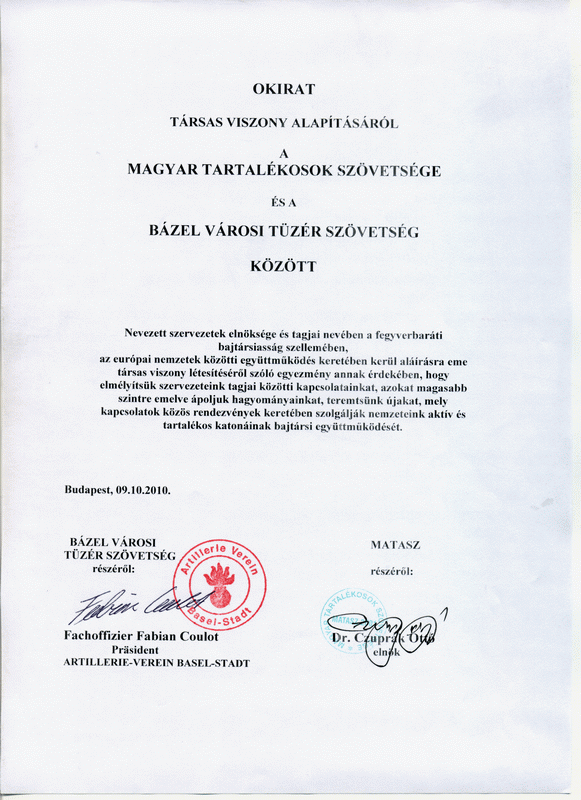 OKIRAT
TÁRSAS VISZONY ALAPÍTÁSÁRÓL
A
MAGYAR TARTALÉKOSOK SZÖVETSÉGE
ÉS A
BÁZEL VÁROSI TÜZÉR SZÖVETSÉG
KÖZÖTT
Nevezett szervezetek elnöksége és tagjai nevében a fegyverbaráti
bajtársiasság szellemében,
az európai nemzetek közötti együttműködés keretében kerül aláírásra eme
társas viszony létesítéséről szóló egyezmény annak érdekében, hogy
elmélyítsük szervezeteink tagjai közötti kapcsolatainkat, azokat magasabb
szintre emelve ápoljuk hagyományainkat, teremtsünk újakat, mely
kapcsolatok közös rendezvények keretében szolgálják nemzeteink aktív és
tartalékos katonáinak bajtársi együttműködését.
Budapest, 09.10.2010.
BÁZEL VÁROSI
TÜZÉR SZÖVETSÉG
részéről:
Artillerie Verein
Basel-Stadt
Fabian Coulot
Fachoffizier Fabian Coulot
Präsident
ARTILLERIE-VEREIN BASEL-STADT
MATASZ
részéről:
TARTALÉKOSOK
MATASZ
Dr. Czuprák Ottó
elnök